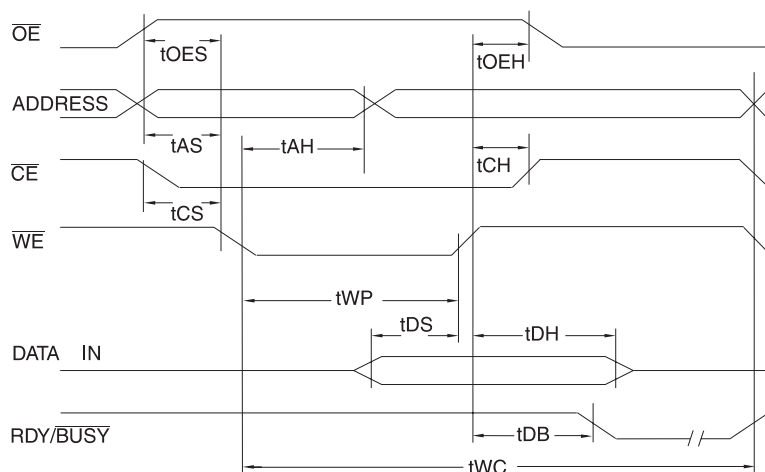 OE
tOES
tOEH
ADDRESS
tAS
tAH
tCH
CE
tCS
WE
tWP
tDS
tDH
DATA IN
RDY/BUSY
tDB
tWC